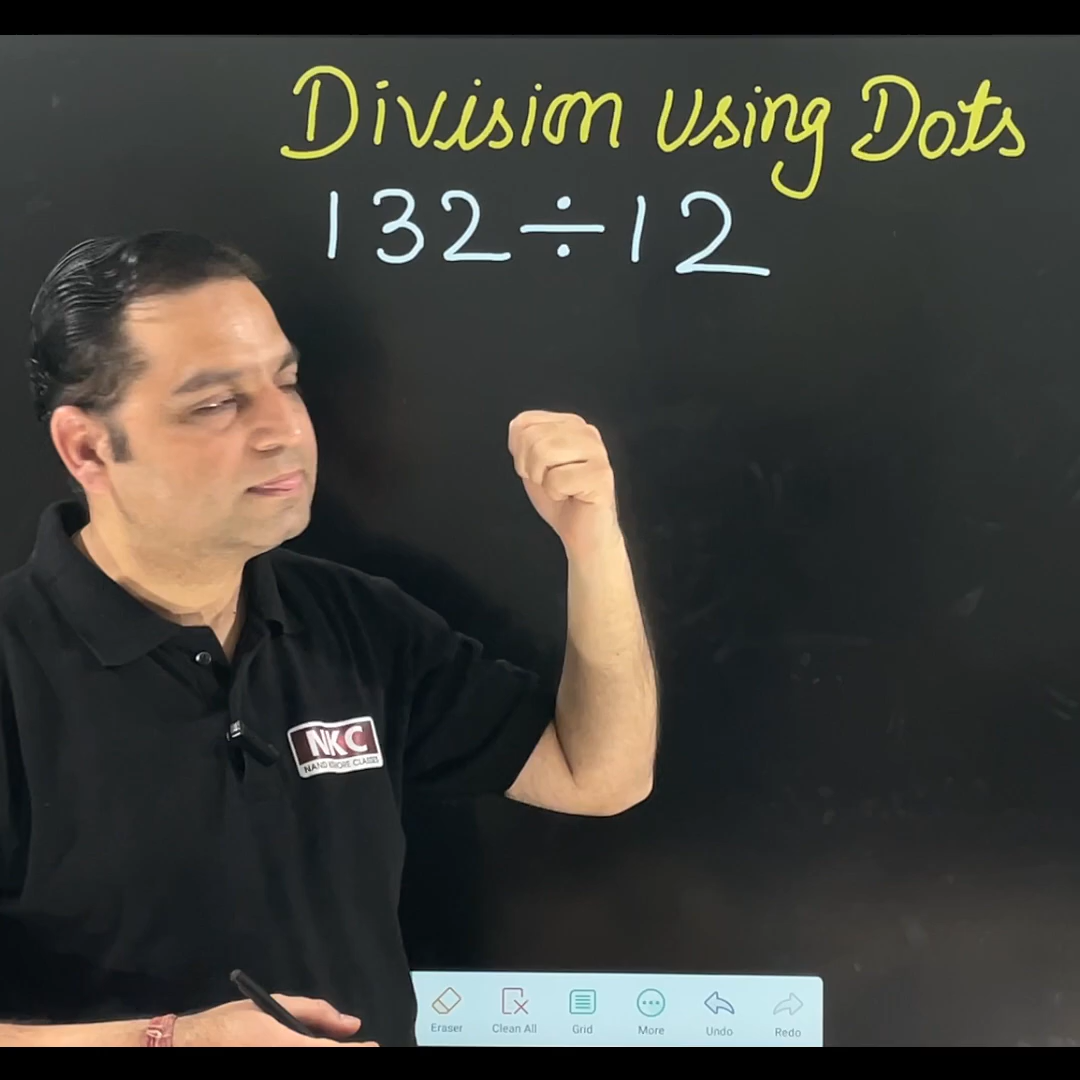 Division using Dots
132 ÷ 12
NKC
NAND KISHORE CLASSES
Eraser
Clean All
Grid
More
Undo
Redo